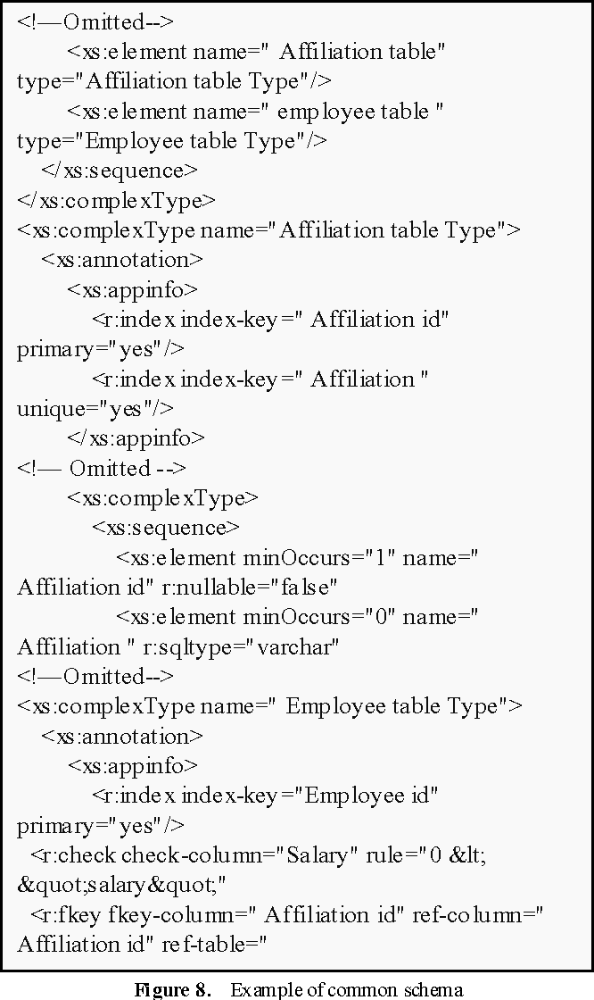 <!—Omitted-->
<xs:element name=" Affiliation table"
type="Affiliation table Type"/>
<xs:element name=" employee table "
type="Employee table Type"/>
</xs:sequence>
</xs:complexType>
<xs:complexType name="Affiliation table Type">
<xs:annotation>
<xs:appinfo>
<r:index index-key=" Affiliation id"
primary="yes"/>
<r:index index-key=" Affiliation "
unique="yes"/>
</xs:appinfo>
<!— Omitted -->
<xs:complexType>
<xs:sequence>
<xs:element minOccurs="1" name="
Affiliation id" r:nullable="false"
<xs:element minOccurs="0" name="
Affiliation " r:sqltype="varchar"
<!—Omitted-->
<xs:complexType name=" Employee table Type">
<xs:annotation>
<xs:appinfo>
<r:index index-key="Employee id"
primary="yes"/>
<r:check check-column="Salary" rule="0 &lt;
&quot;salary&quot;"
<r:fkey fkey-column=" Affiliation id" ref-column="
Affiliation id" ref-table="
Figure 8. Example of common schema